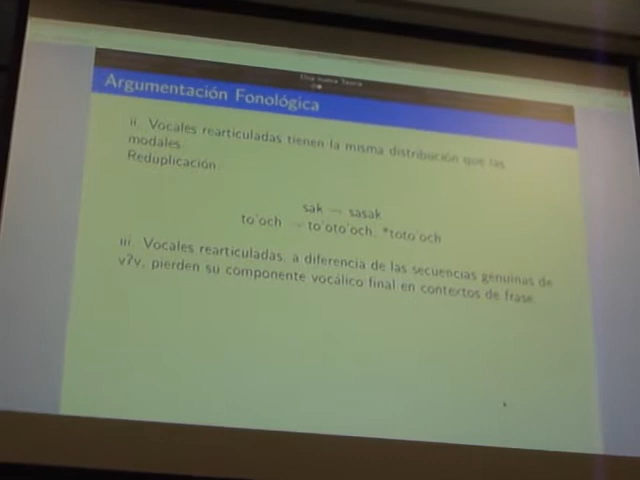 Una nueva Teoría
Argumentación Fonológica
ii. Vocales rearticuladas tienen la misma distribución que las
modales.
Reduplicación
sak → sasak
to'och → to'oto'och, *toto'och
iii. Vocales rearticuladas, a diferencia de las secuencias genuinas de
v?v, pierden su componente vocálico final en contextos de frase